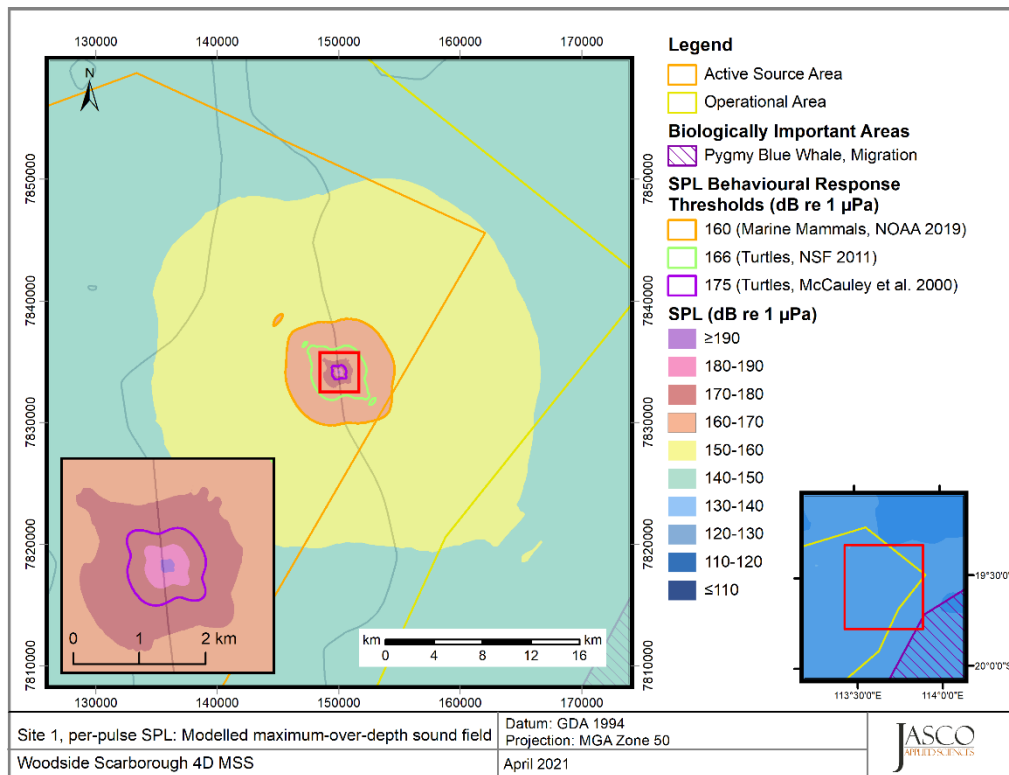 130000 140000 150000 160000 170000
N
7850000 7850000
7840000 7840000
7830000 7830000
7820000 7820000
7810000 7810000
0 1 2 km
km
0 4 8 12 16
130000 140000 150000 160000 170000
Legend
Active Source Area
Operational Area
Biologically Important Areas
Pygmy Blue Whale, Migration
SPL Behavioural Response
Thresholds (dB re 1 µPa)
160 (Marine Mammals, NOAA 2019)
166 (Turtles, NSF 2011)
175 (Turtles, McCauley et al. 2000)
SPL (dB re 1 µPa)
≥190
180-190
170-180
160-170
150-160
140-150
130-140
120-130
110-120
≤110
19°30'0"S
20°0'0"S
113°30'0"E 114°0'0"E
Site 1, per-pulse SPL: Modelled maximum-over-depth sound field
Woodside Scarborough 4D MSS
Datum: GDA 1994
Projection: MGA Zone 50
April 2021
JASCO
APPLIED SCIENCES